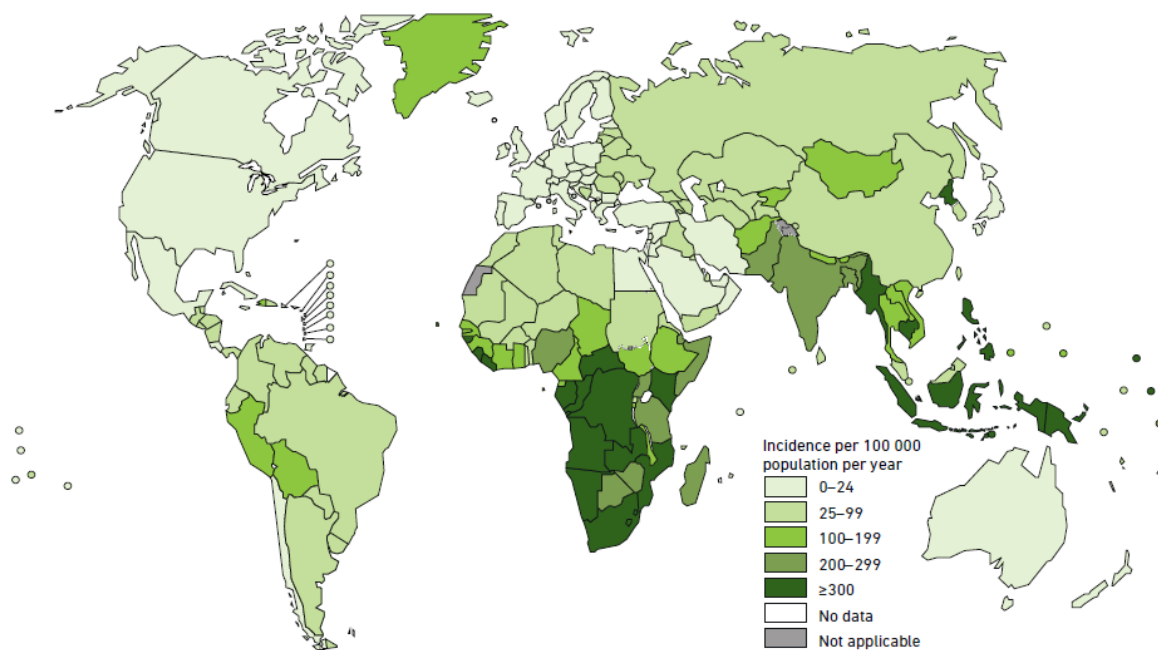 Incidence per 100 000
population per year
0–24
25–99
100–199
200–299
≥300
No data
Not applicable